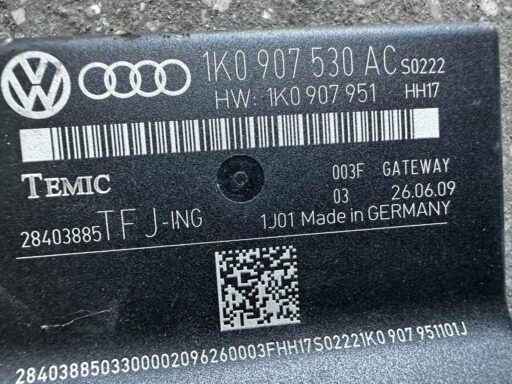 1K0 907 530 AC S0222
HW: 1K0 907 951 HH17
TEMIC 003F GATEWAY
03 26.06.09
28403885 TF J-ING 1J01 Made in GERMANY
2840388503300002096260003FHH17S02221K0 907 951101J